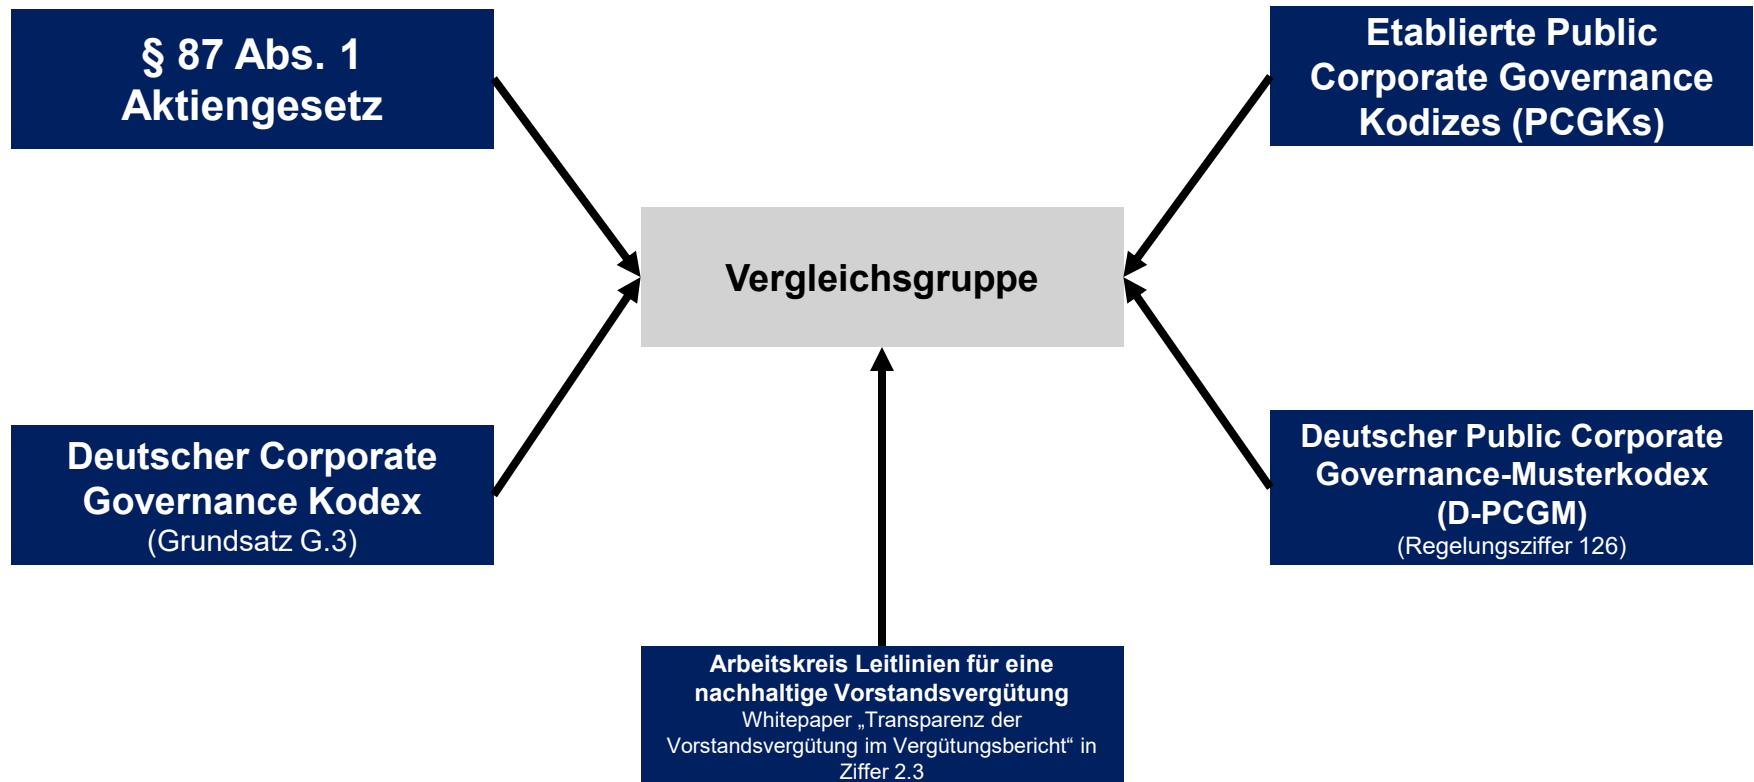 § 87 Abs. 1
Aktiengesetz
Etablierte Public
Corporate Governance
Kodizes (PCGKs)
Vergleichsgruppe
Deutscher Corporate
Governance Kodex
(Grundsatz G.3)
Deutscher Public Corporate
Governance-Musterkodex
(D-PCGM)
(Regelungsziffer 126)
Arbeitskreis Leitlinien für eine
nachhaltige Vorstandsvergütung
Whitepaper „Transparenz der
Vorstandsvergütung im Vergütungsbericht“ in
Ziffer 2.3